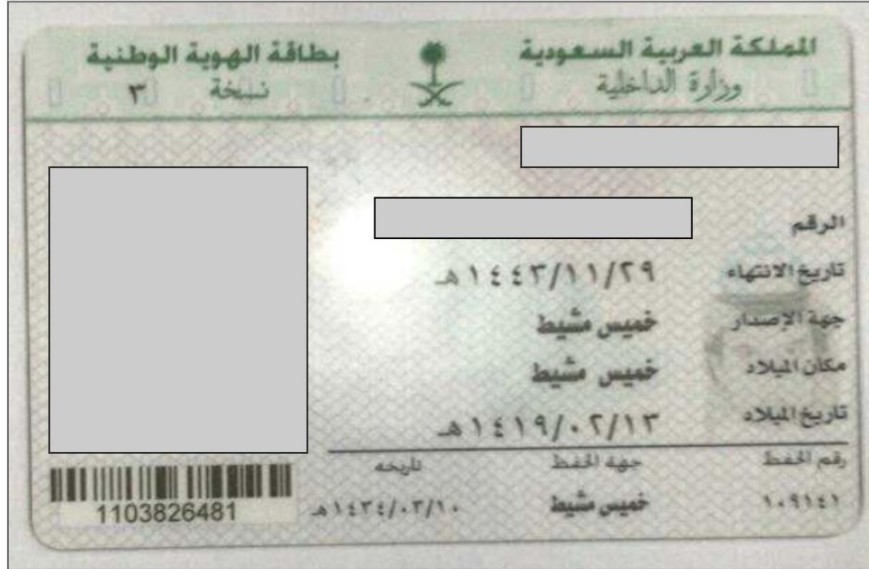 المملكة العربية السعودية
وزارة الداخلية
بطاقة الهوية الوطنية
نسخة ٣
الرقم
تاريخ الانتهاء ١٤٤٣/١١/٢٩هـ
جهة الإصدار خميس مشيط
مكان الميلاد خميس مشيط
تاريخ الميلاد ١٤١٩/٠٢/١٣هـ
رقم الحفظ جهة الحفظ تاريخه
١٠٩١٤١ خميس مشيط ١٤٣٤/٠٣/١٠هـ
1103826481